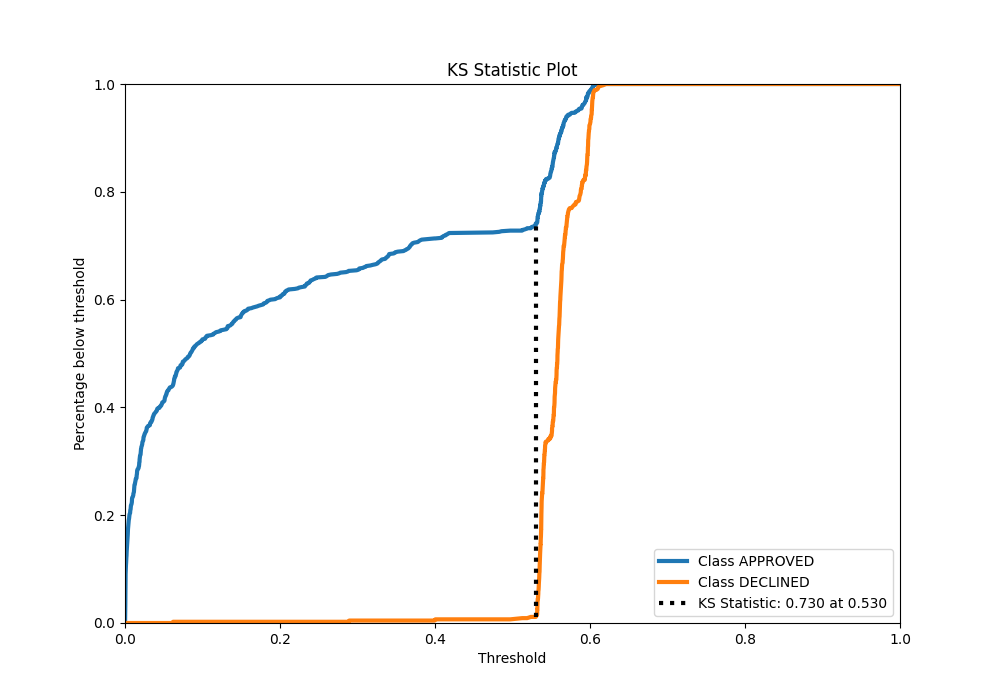 KS Statistic Plot
1.0
0.8
0.6
0.4
0.2
0.0
Percentage below threshold
0.0 0.2 0.4 0.6 0.8 1.0
Threshold
Class APPROVED
Class DECLINED
KS Statistic: 0.730 at 0.530